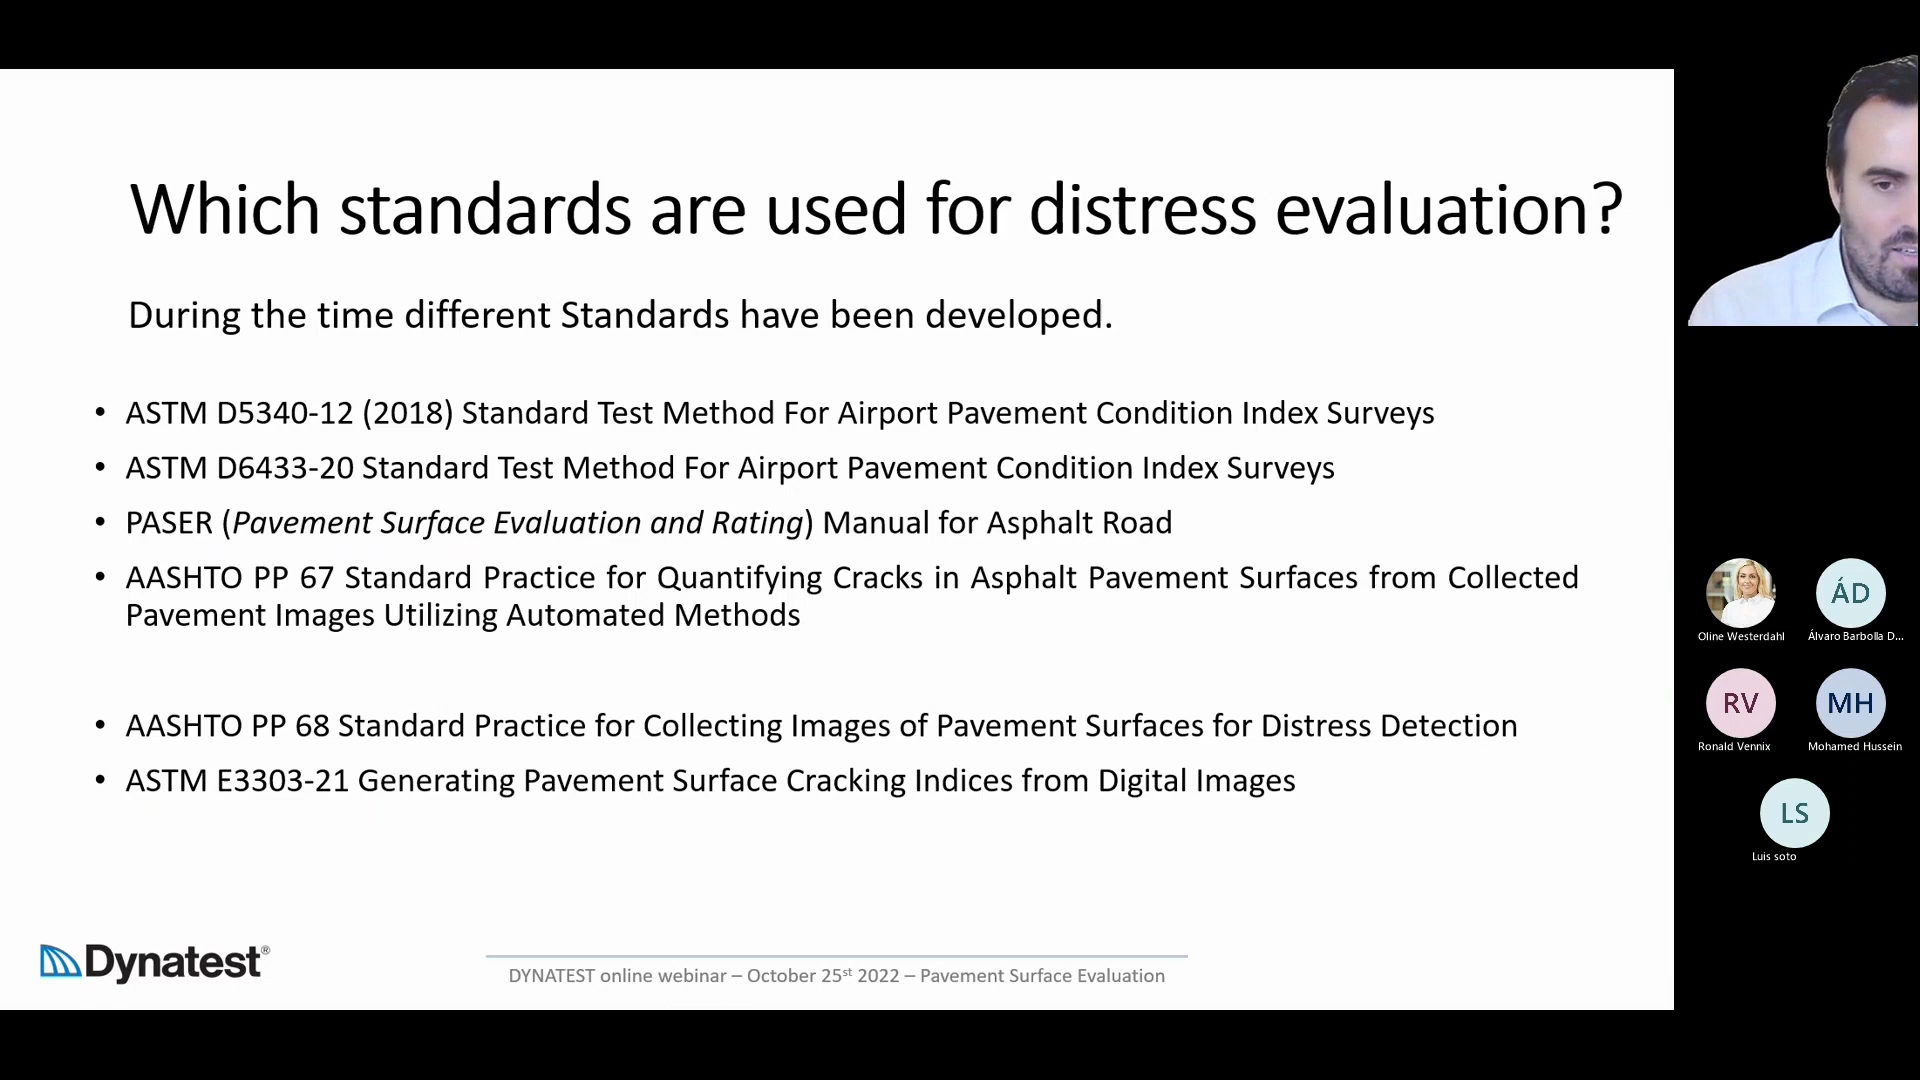 Which standards are used for distress evaluation?
During the time different Standards have been developed.
• ASTM D5340-12 (2018) Standard Test Method For Airport Pavement Condition Index Surveys
• ASTM D6433-20 Standard Test Method For Airport Pavement Condition Index Surveys
• PASER (Pavement Surface Evaluation and Rating) Manual for Asphalt Road
• AASHTO PP 67 Standard Practice for Quantifying Cracks in Asphalt Pavement Surfaces from Collected
Pavement Images Utilizing Automated Methods
• AASHTO PP 68 Standard Practice for Collecting Images of Pavement Surfaces for Distress Detection
• ASTM E3303-21 Generating Pavement Surface Cracking Indices from Digital Images
Dynatest®
DYNATEST online webinar – October 25st 2022 – Pavement Surface Evaluation
Oline Westerdahl
ÁD
Álvaro Barbolla D...
RV
Ronald Vennix
MH
Mohamed Hussein
LS
Luis soto